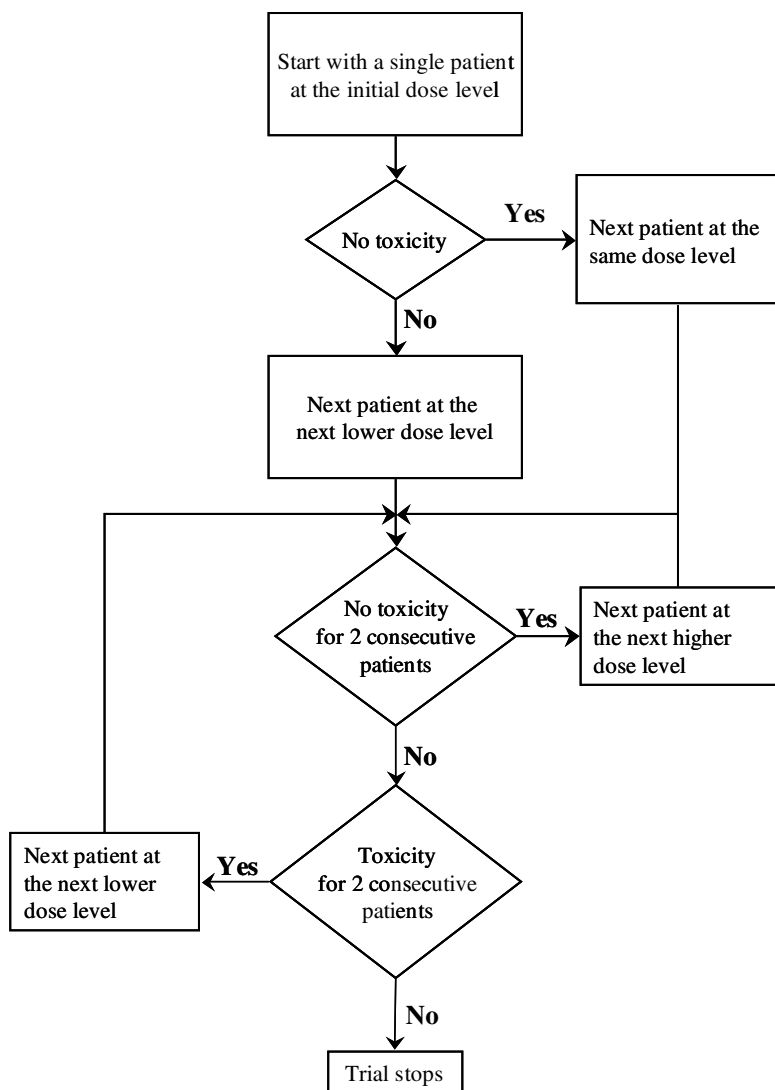 Start with a single patient
at the initial dose level
No toxicity
Yes
Next patient at the
same dose level
No
Next patient at the
next lower dose level
No toxicity
for 2 consecutive
patients
Yes
Next patient at
the next higher
dose level
No
Toxicity
for 2 consecutive
patients
Yes
Next patient at
the next lower
dose level
No
Trial stops